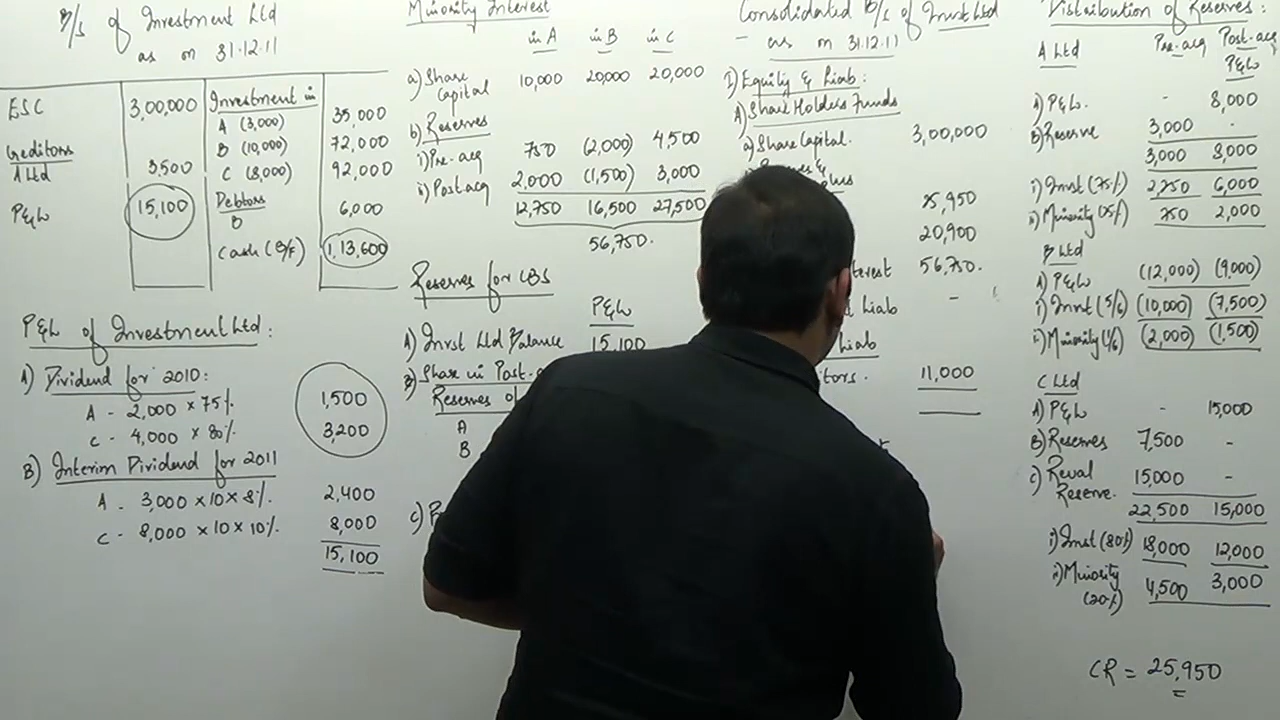 B/S of Investment Ltd
as on 31.12.11
ESC 3,00,000 Investment in
A (3,000) 35,000
Creditors B (10,000) 72,000
A Ltd 3,500 C (8,000) 92,000
P&L 15,100 Debtors
B 6,000
Cash (B/F) 1,13,600
P&L of Investment Ltd:
A) Dividend for 2010:
A - 2,000 × 75% 1,500
C - 4,000 × 80% 3,200
B) Interim Dividend for 2011
A - 3,000 × 10 × 8% 2,400
C - 8,000 × 10 × 10% 8,000
15,100
Minority Interest
in A in B in C
a) Share Capital 10,000 20,000 20,000
b) Reserves
i) Pre-acq 750 (2,000) 4,500
ii) Post acq 2,000 (1,500) 3,000
12,750 16,500 27,500
56,750.
Reserves for CBS
P&L
A) Invst Ltd Balance 15,100
B) Share in Post-
Reserves of
A
B
C)
Consolidated B/S of Invst Ltd
as on 31.12.11
I) Equity & Liab:
A) Share Holders Funds
a) Share Capital. 3,00,000
25,950
20,900
56,750.
Liab -
Liab
11,000
Distribution of Reserves:
A Ltd Pre-acq Post-acq
P&L
A) P&L. - 8,000
B) Reserve 3,000 -
3,000 8,000
i) Invst (75%) 2,250 6,000
ii) Minority (25%) 750 2,000
B Ltd
A) P&L (12,000) (9,000)
i) Invst (5/6) (10,000) (7,500)
ii) Minority (1/6) (2,000) (1,500)
C Ltd
A) P&L - 15,000
B) Reserves 7,500 -
C) Reval Reserve. 15,000 -
22,500 15,000
i) Invst (80%) 18,000 12,000
ii) Minority (20%) 4,500 3,000
CR = 25,950